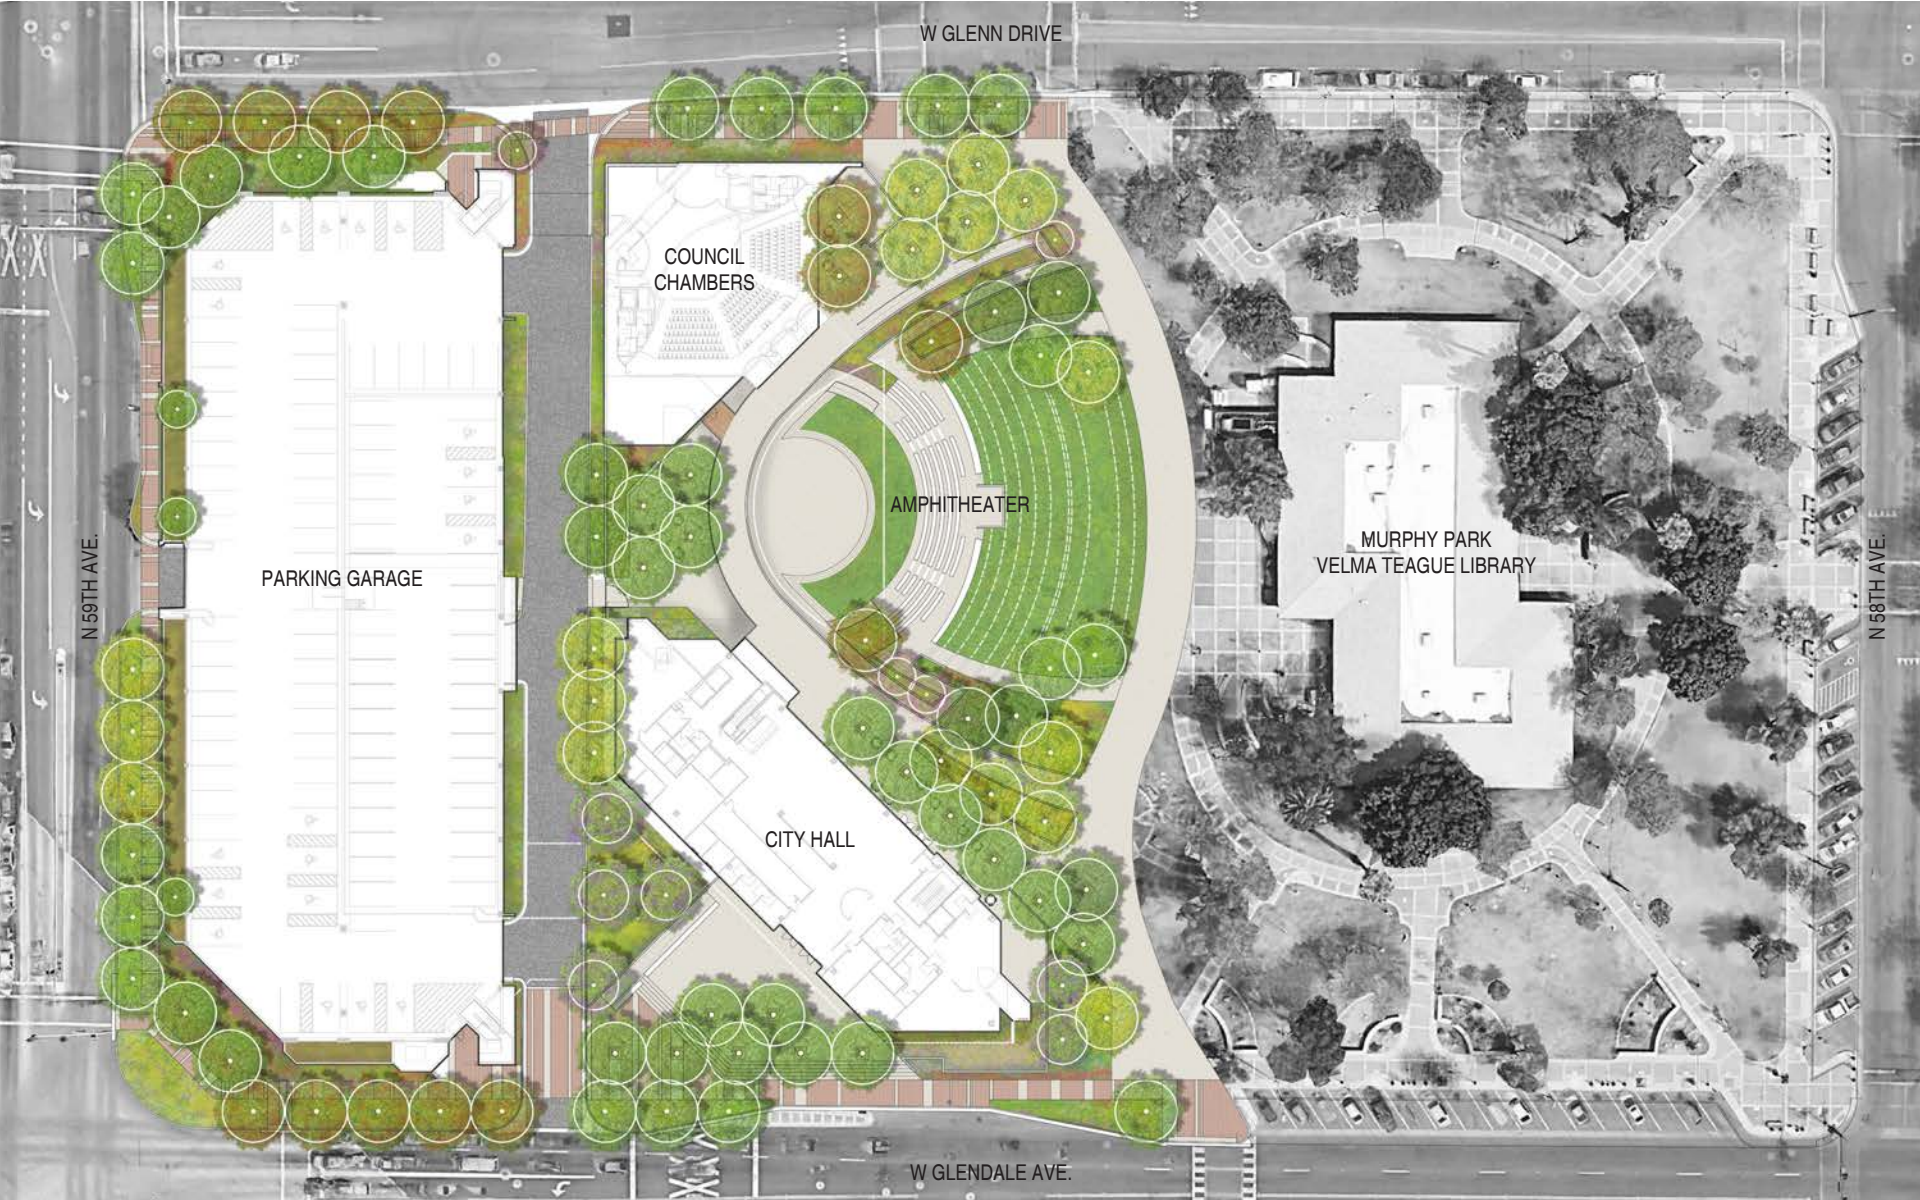 W GLENN DRIVE
COUNCIL
CHAMBERS
AMPHITHEATER
MURPHY PARK
VELMA TEAGUE LIBRARY
N 59TH AVE.
PARKING GARAGE
N 58TH AVE.
CITY HALL
W GLENDALE AVE.